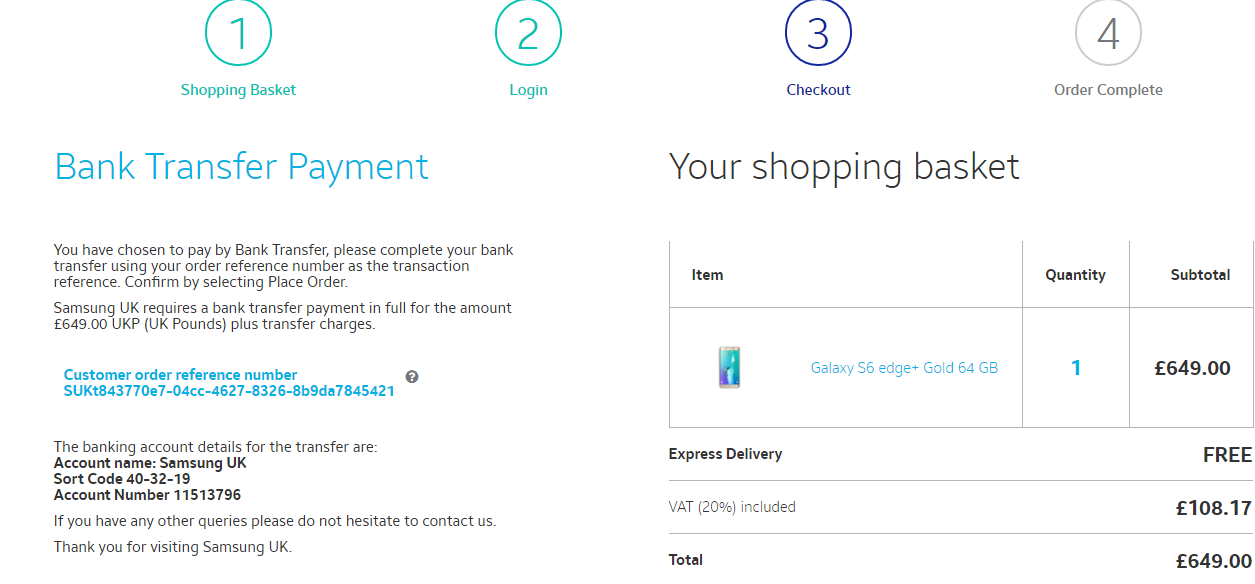 1
2
3
4
Shopping Basket
Login
Checkout
Order Complete
Bank Transfer Payment
You have chosen to pay by Bank Transfer, please complete your bank
transfer using your order reference number as the transaction
reference. Confirm by selecting Place Order.
Samsung UK requires a bank transfer payment in full for the amount
£649.00 UKP (UK Pounds) plus transfer charges.
Customer order reference number
?
SUKt843770e7-04cc-4627-8326-8b9da7845421
The banking account details for the transfer are:
Account name: Samsung UK
Sort Code 40-32-19
Account Number 11513796
If you have any other queries please do not hesitate to contact us.
Thank you for visiting Samsung UK.
Your shopping basket
Item Quantity Subtotal
Galaxy S6 edge+ Gold 64 GB 1 £649.00
Express Delivery FREE
VAT (20%) included £108.17
Total £649.00